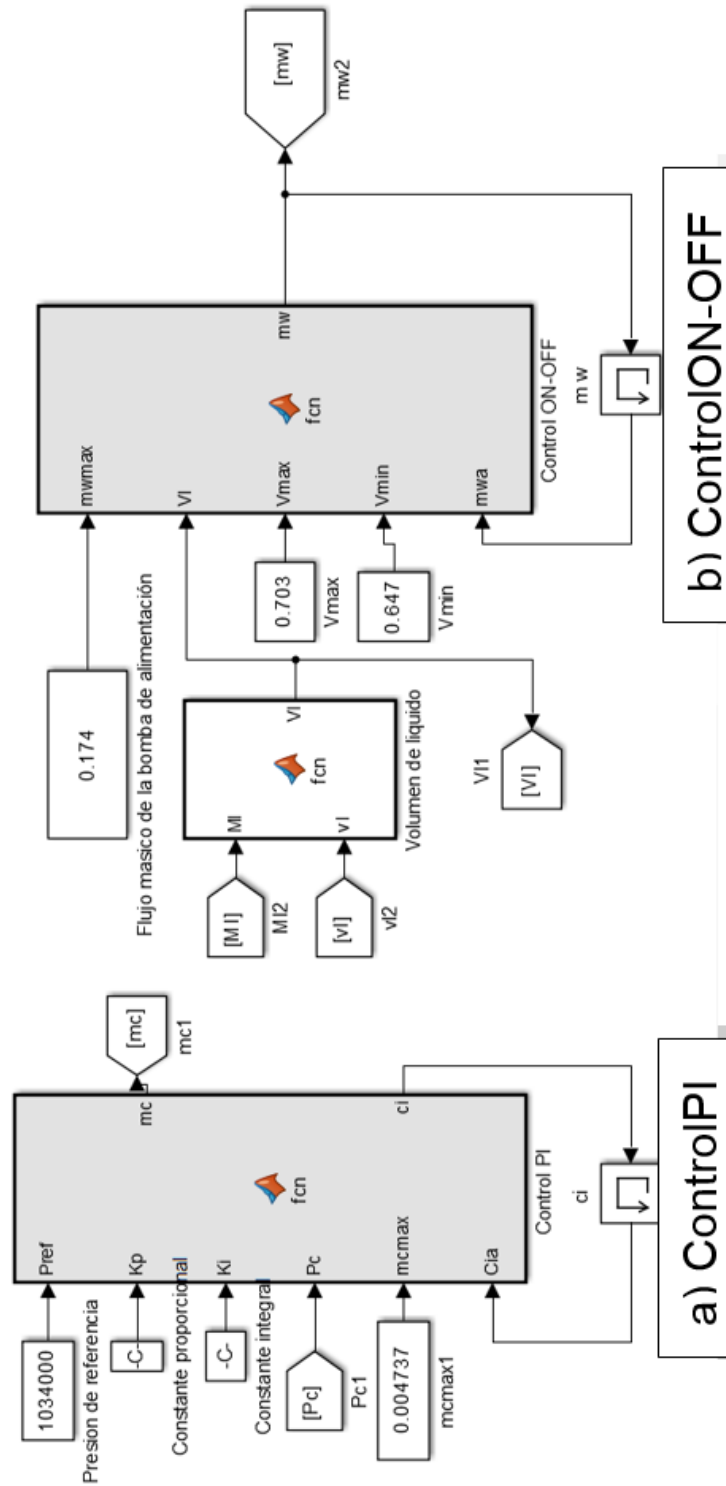 1034000
Presion de referencia
Pref
-C-
Constante proporcional
Kp
-C-
Constante integral
Ki
[Pc]
Pc1
Pc
0.004737
mcmax1
mcmax
Cia
fcn
mc
ci
[mc]
mc1
Control PI
ci
a) ControlPI
0.174
Flujo masico de la bomba de alimentación
[Ml]
Ml2
Ml
[vl]
vl2
vl
fcn
Vl
Volumen de liquido
Vl1
[Vl]
0.703
Vmax
0.647
Vmin
mwmax
Vl
Vmax
Vmin
mwa
fcn
mw
[mw]
mw2
Control ON-OFF
m w
b) ControlON-OFF